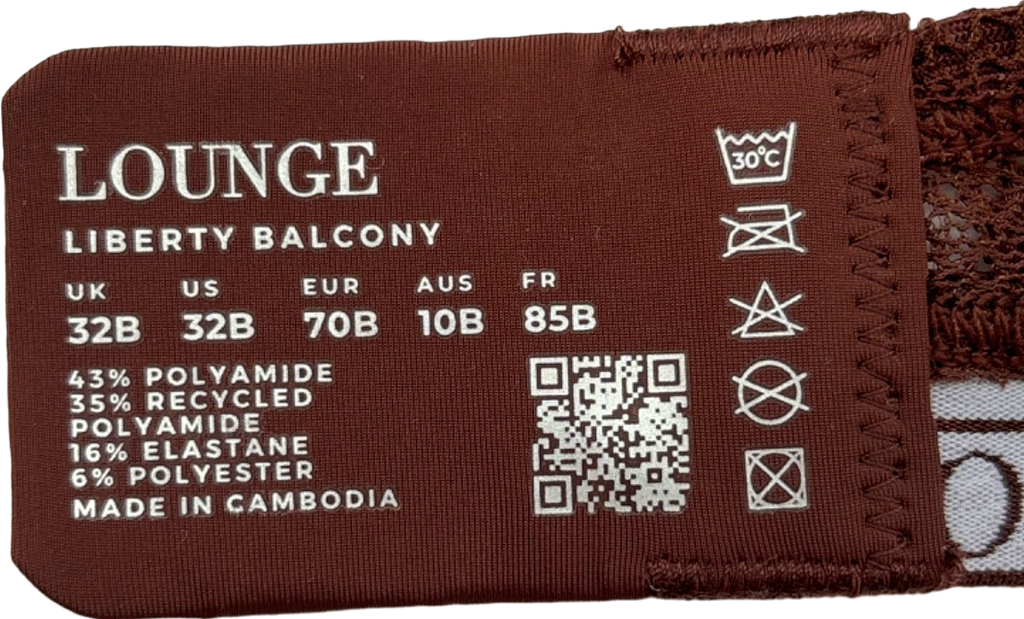 LOUNGE
LIBERTY BALCONY
UK US EUR AUS FR
32B 32B 70B 10B 85B
43% POLYAMIDE
35% RECYCLED
POLYAMIDE
16% ELASTANE
6% POLYESTER
MADE IN CAMBODIA
30°C